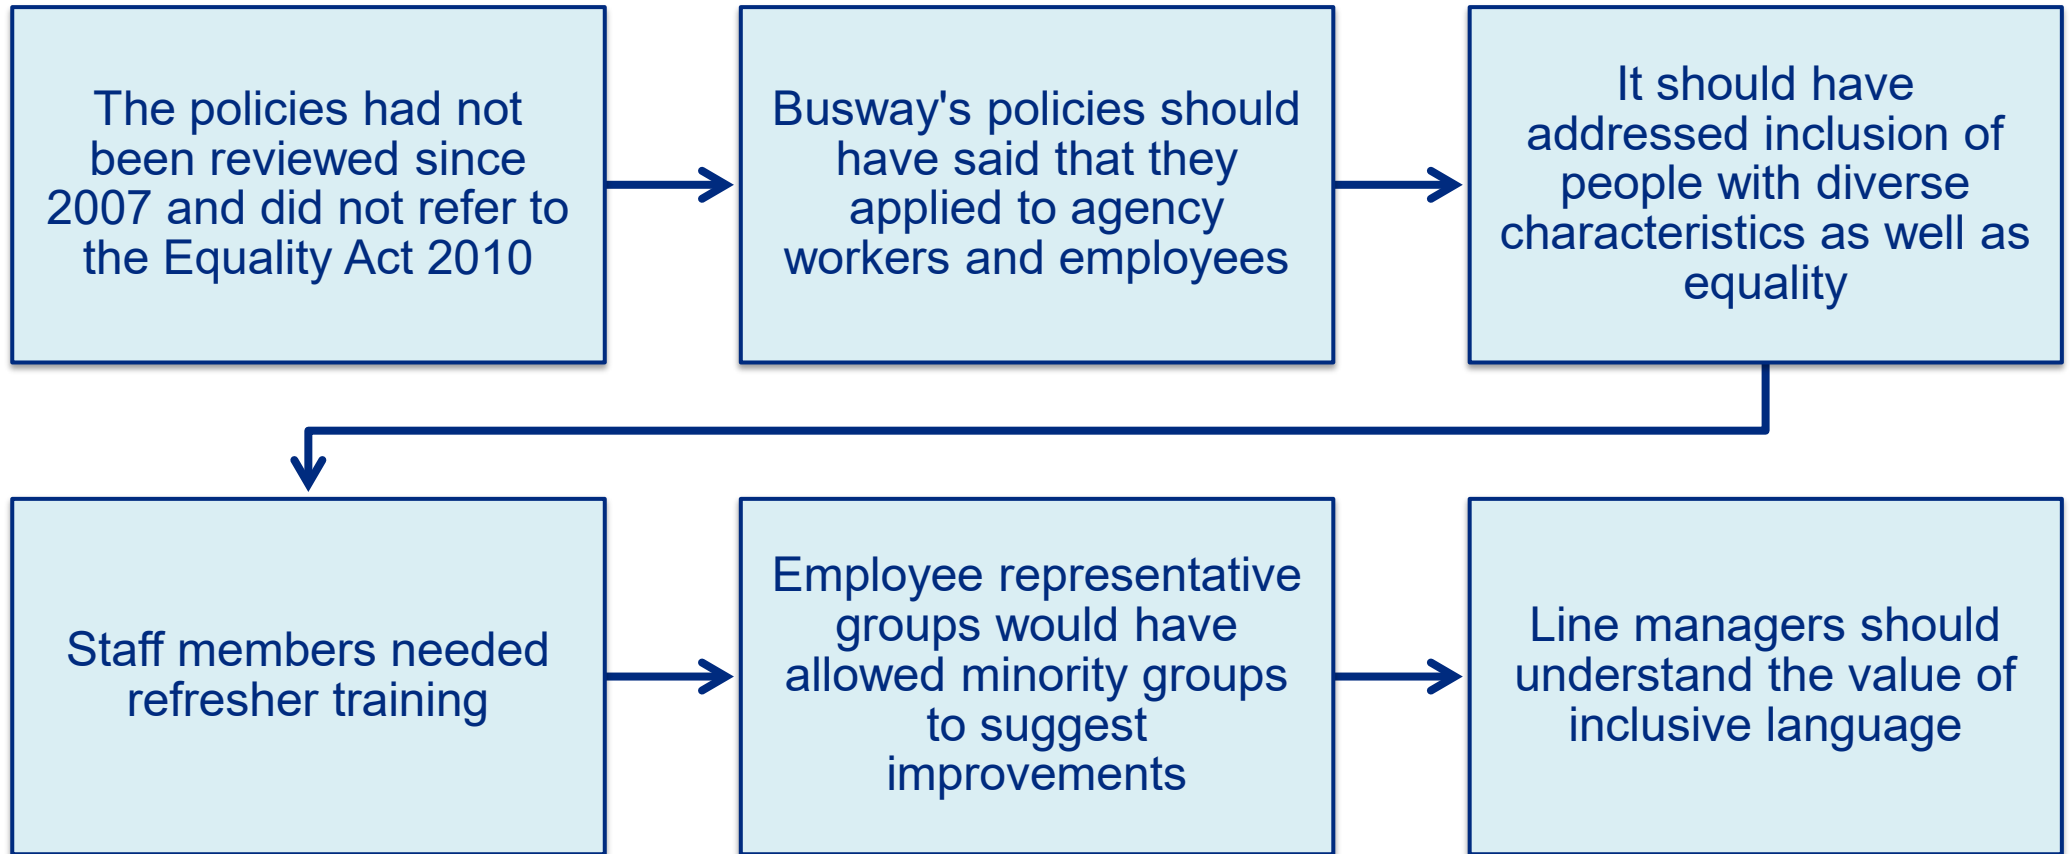 The policies had not
been reviewed since
2007 and did not refer to
the Equality Act 2010
Busway's policies should
have said that they
applied to agency
workers and employees
It should have
addressed inclusion of
people with diverse
characteristics as well as
equality
Staff members needed
refresher training
Employee representative
groups would have
allowed minority groups
to suggest
improvements
Line managers should
understand the value of
inclusive language